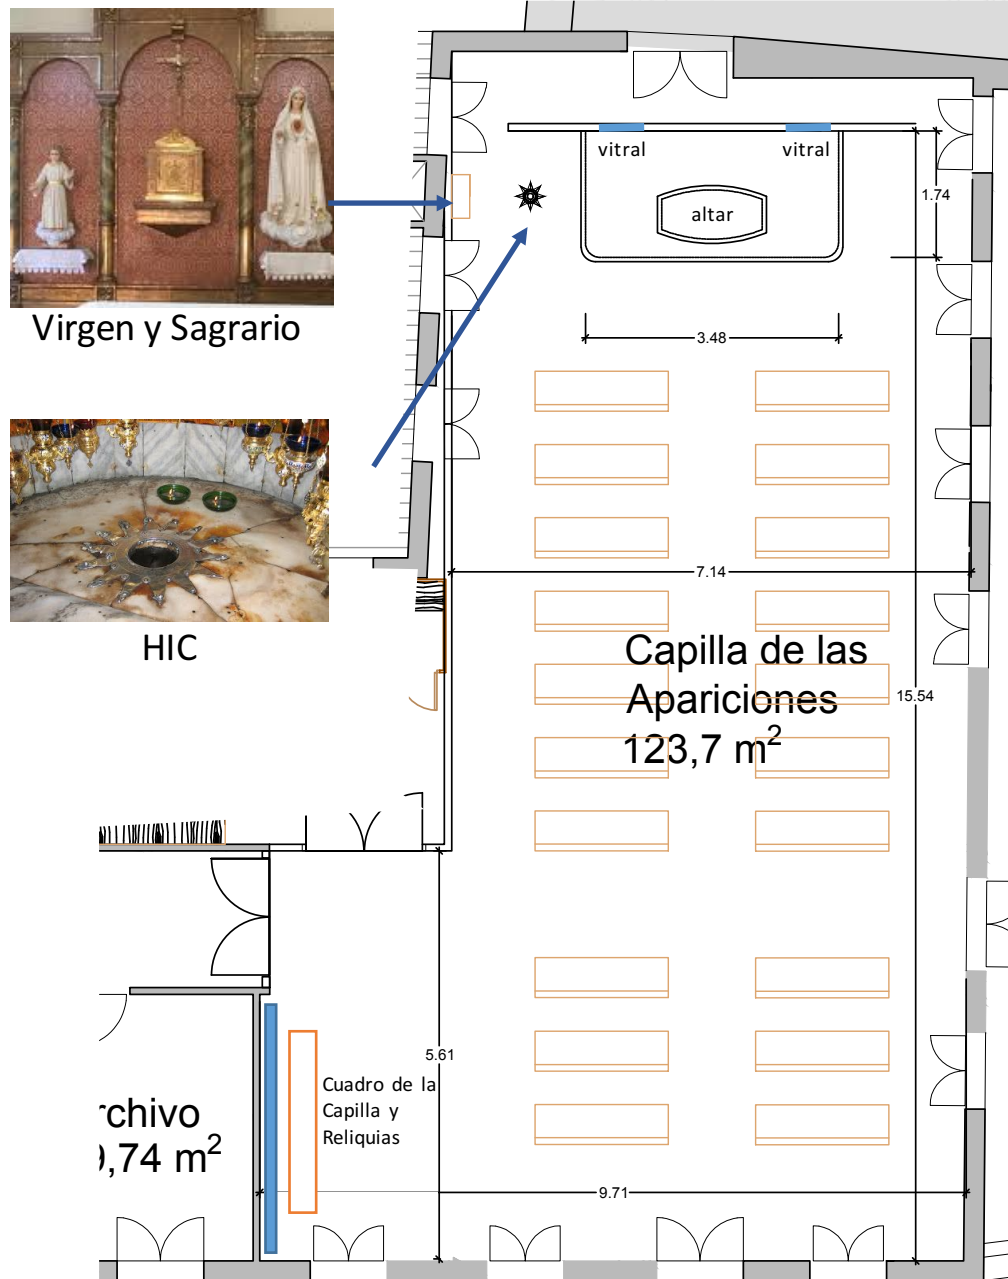 Virgen y Sagrario
HIC
vitral
vitral
altar
1.74
3.48
7.14
Capilla de las
Apariciones
123,7 m²
15.54
5.61
Cuadro de la
Capilla y
Reliquias
rchivo
,74 m²
9.71